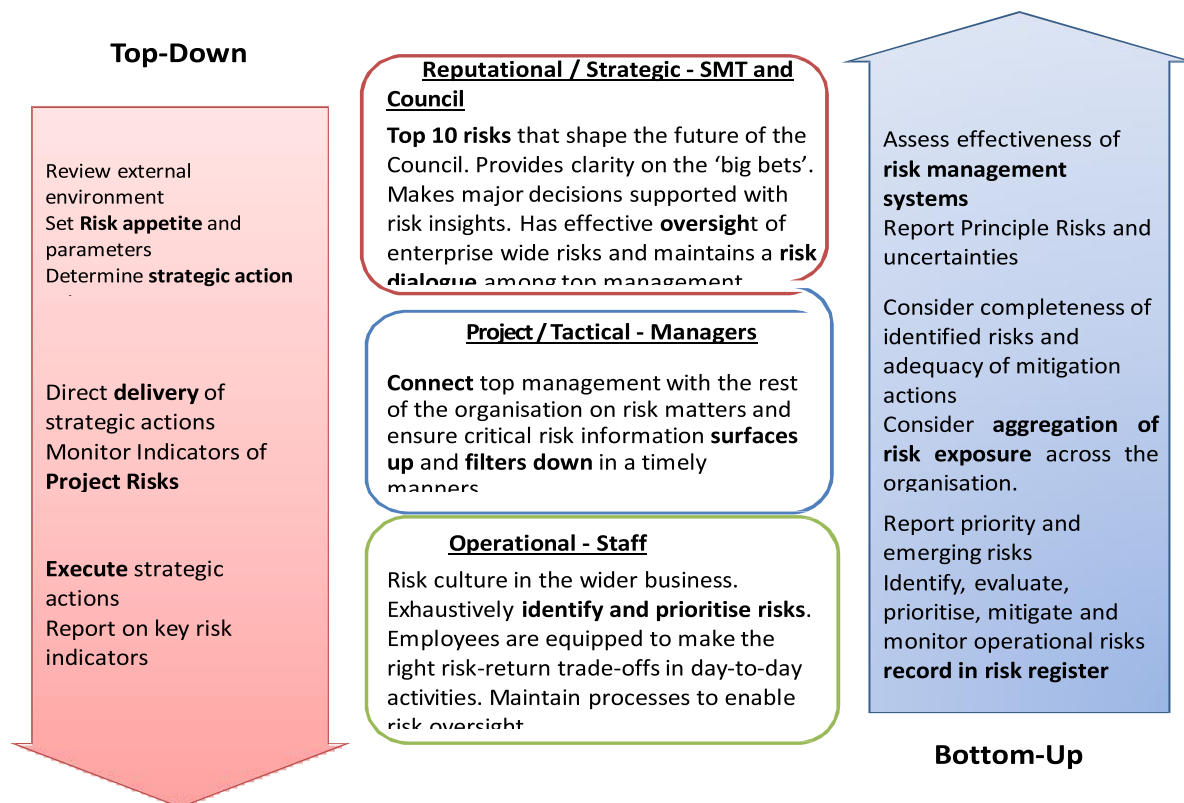 Top-Down
Review external
environment
Set Risk appetite and
parameters
Determine strategic action
Direct delivery of
strategic actions
Monitor Indicators of
Project Risks
Execute strategic
actions
Report on key risk
indicators
Reputational / Strategic - SMT and
Council
Top 10 risks that shape the future of the
Council. Provides clarity on the ‘big bets’.
Makes major decisions supported with
risk insights. Has effective oversight of
enterprise wide risks and maintains a risk
dialogue among top management
Project / Tactical - Managers
Connect top management with the rest
of the organisation on risk matters and
ensure critical risk information surfaces
up and filters down in a timely
manners
Operational - Staff
Risk culture in the wider business.
Exhaustively identify and prioritise risks.
Employees are equipped to make the
right risk-return trade-offs in day-to-day
activities. Maintain processes to enable
risk oversight
Assess effectiveness of
risk management
systems
Report Principle Risks and
uncertainties
Consider completeness of
identified risks and
adequacy of mitigation
actions
Consider aggregation of
risk exposure across the
organisation.
Report priority and
emerging risks
Identify, evaluate,
prioritise, mitigate and
monitor operational risks
record in risk register
Bottom-Up